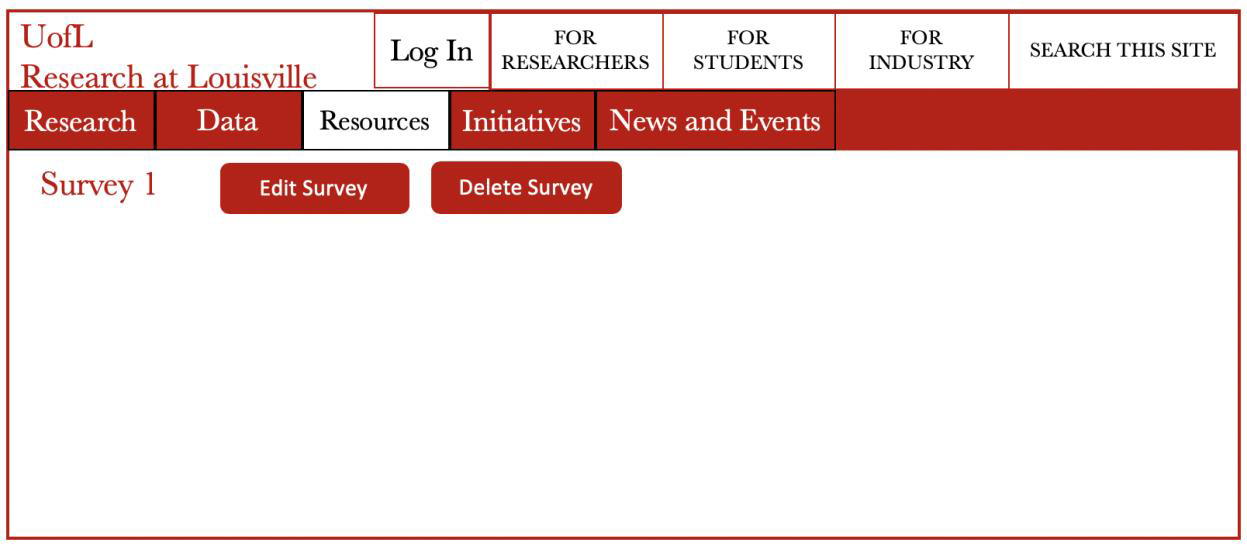 UofL
Research at Louisville
Log In
FOR
RESEARCHERS
FOR
STUDENTS
FOR
INDUSTRY
SEARCH THIS SITE
Research
Data
Resources
Initiatives
News and Events
Survey 1
Edit Survey
Delete Survey